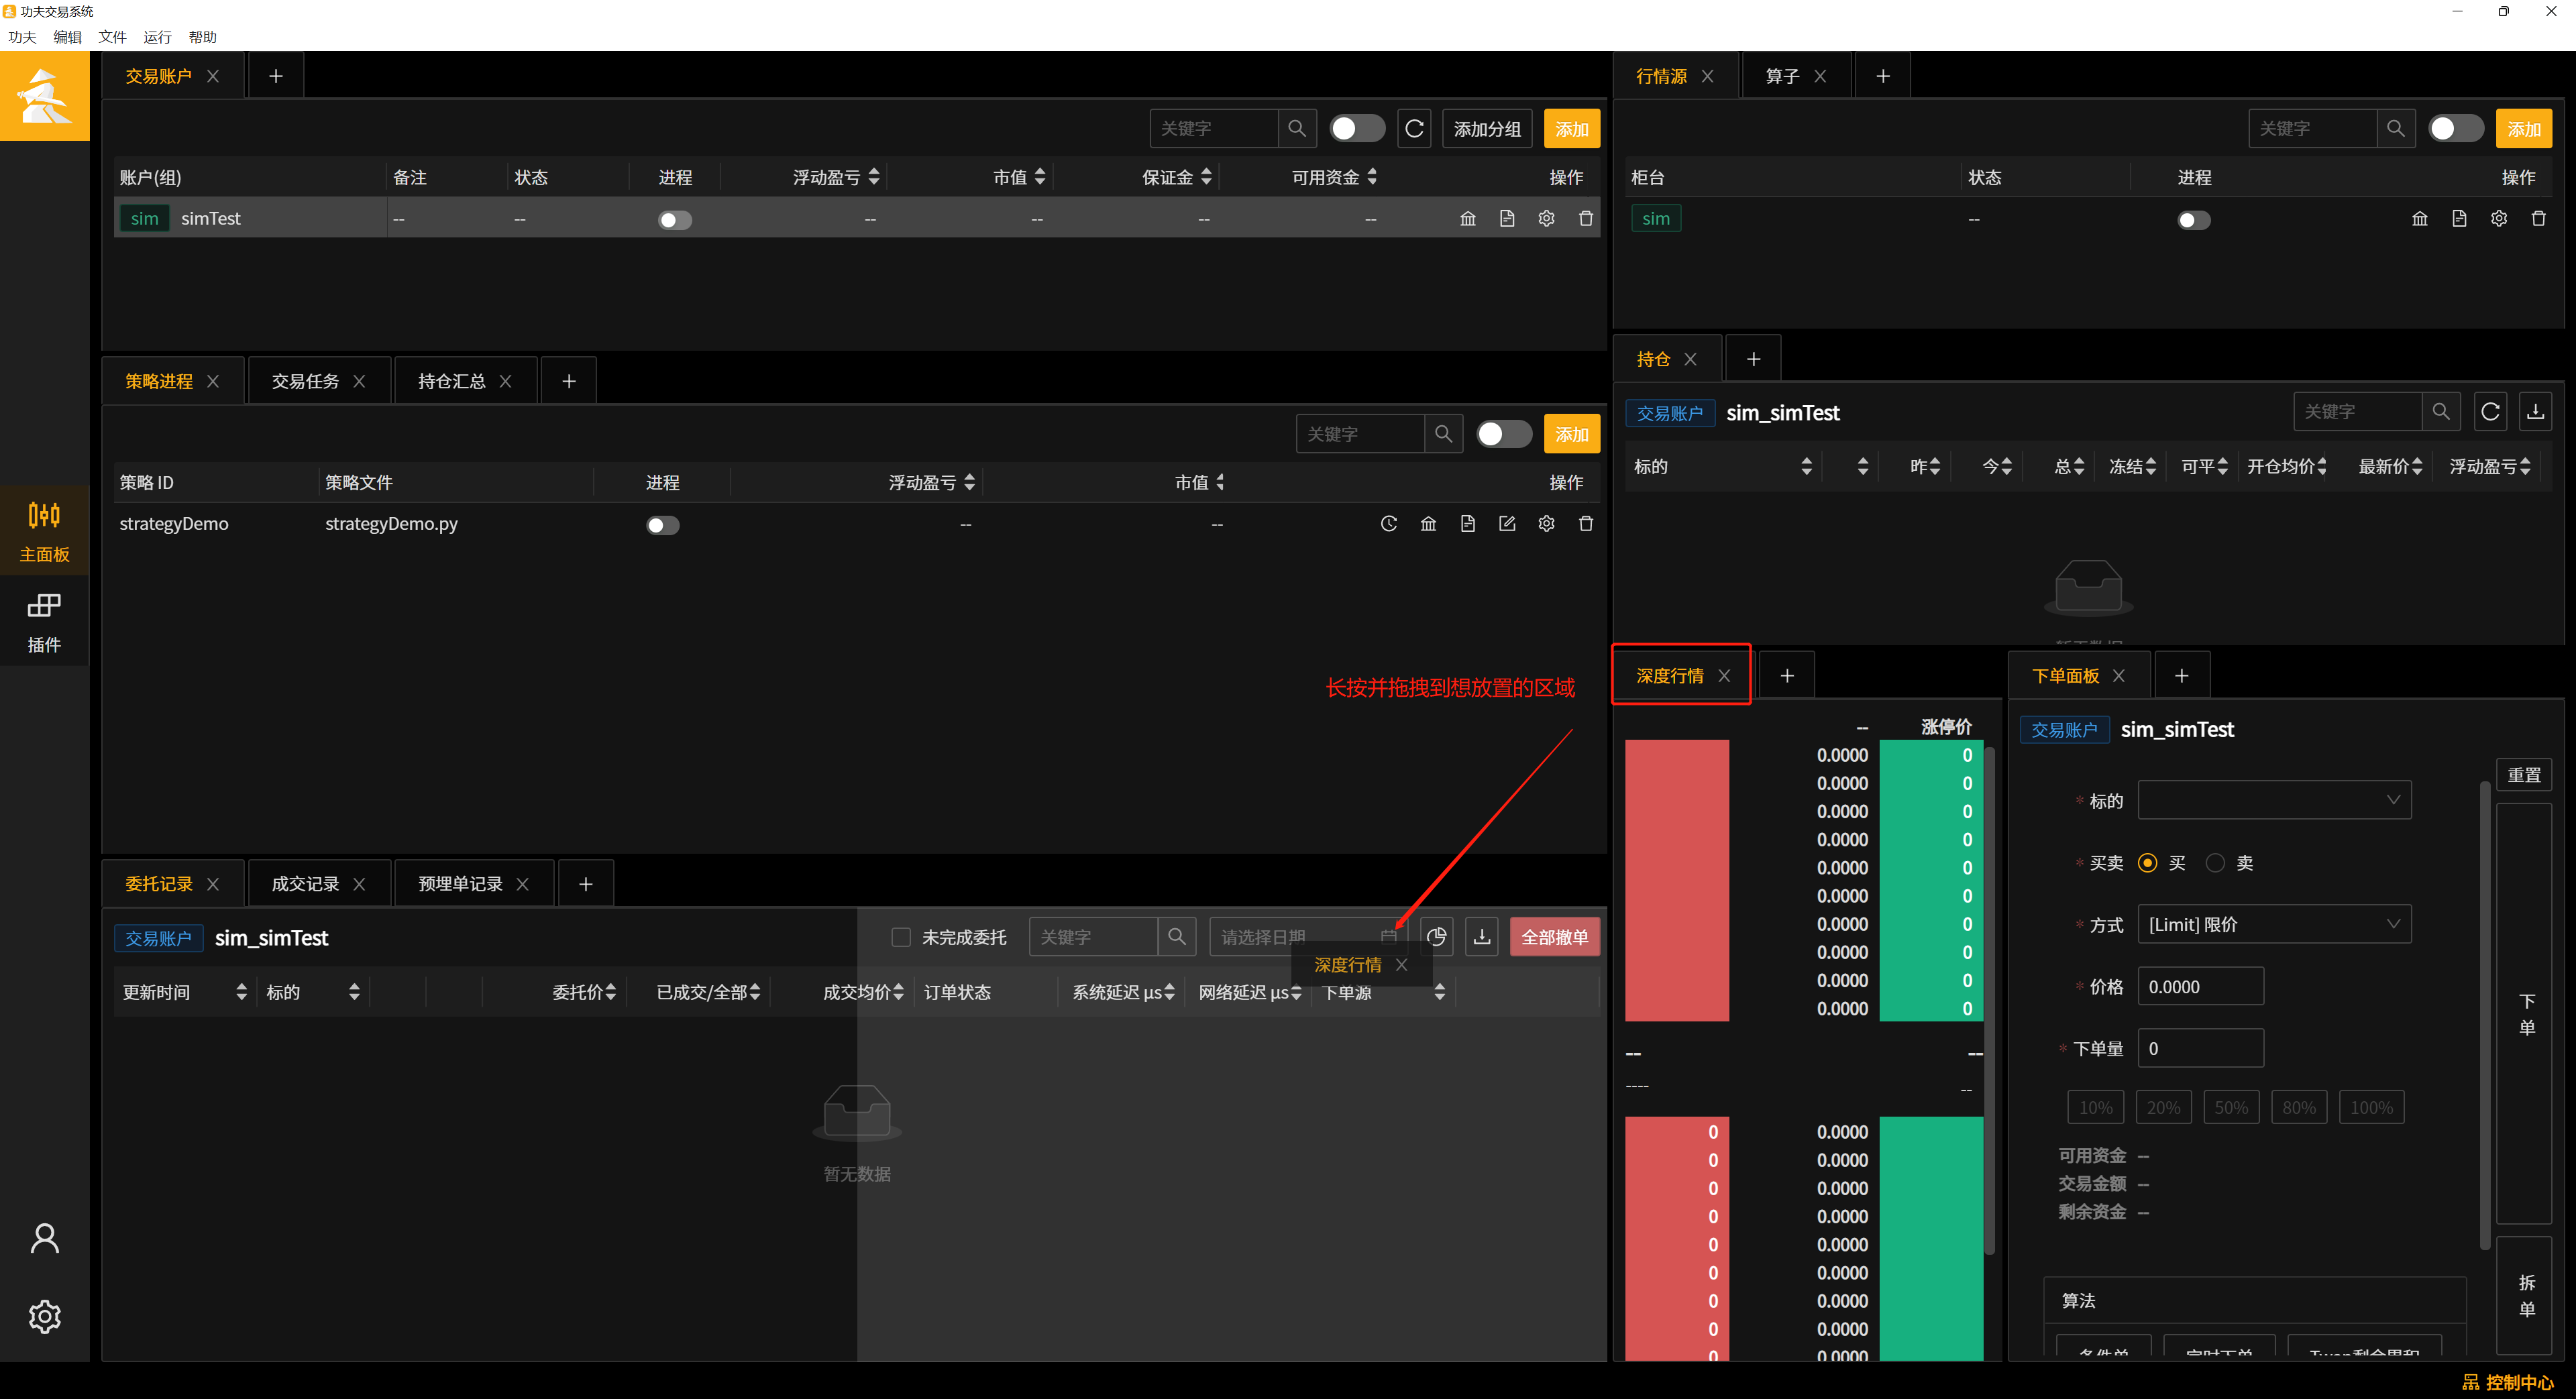 功夫交易系统
功夫 编辑 文件 运行 帮助
交易账户
关键字 添加分组 添加
账户(组) 备注 状态 进程 浮动盈亏 市值 保证金 可用资金 操作
sim simTest -- -- -- -- -- --
行情源 算子
关键字 添加
柜台 状态 进程 操作
sim --
策略进程 交易任务 持仓汇总
关键字 添加
策略 ID 策略文件 进程 浮动盈亏 市值 操作
strategyDemo strategyDemo.py -- --
持仓
交易账户 sim_simTest 关键字
标的 昨 今 总 冻结 可平 开仓均价 最新价 浮动盈亏
主面板
插件
长按并拖拽到想放置的区域
委托记录 成交记录 预埋单记录
交易账户 sim_simTest 未完成委托 关键字 请选择日期 全部撤单
深度行情
更新时间 标的 委托价 已成交/全部 成交均价 订单状态 系统延迟 μs 网络延迟 μs 下单源
暂无数据
深度行情
-- 涨停价
0.0000 0
0.0000 0
0.0000 0
0.0000 0
0.0000 0
0.0000 0
0.0000 0
0.0000 0
0.0000 0
0.0000 0
-- --
---- --
0 0.0000
0 0.0000
0 0.0000
0 0.0000
0 0.0000
0 0.0000
0 0.0000
0 0.0000
0 0.0000
下单面板
交易账户 sim_simTest
重置
* 标的
* 买卖 买 卖
* 方式 [Limit] 限价
* 价格 0.0000
* 下单量 0
10% 20% 50% 80% 100%
可用资金 --
交易金额 --
剩余资金 --
下
单
算法
拆
单
条件单 定时下单
控制中心